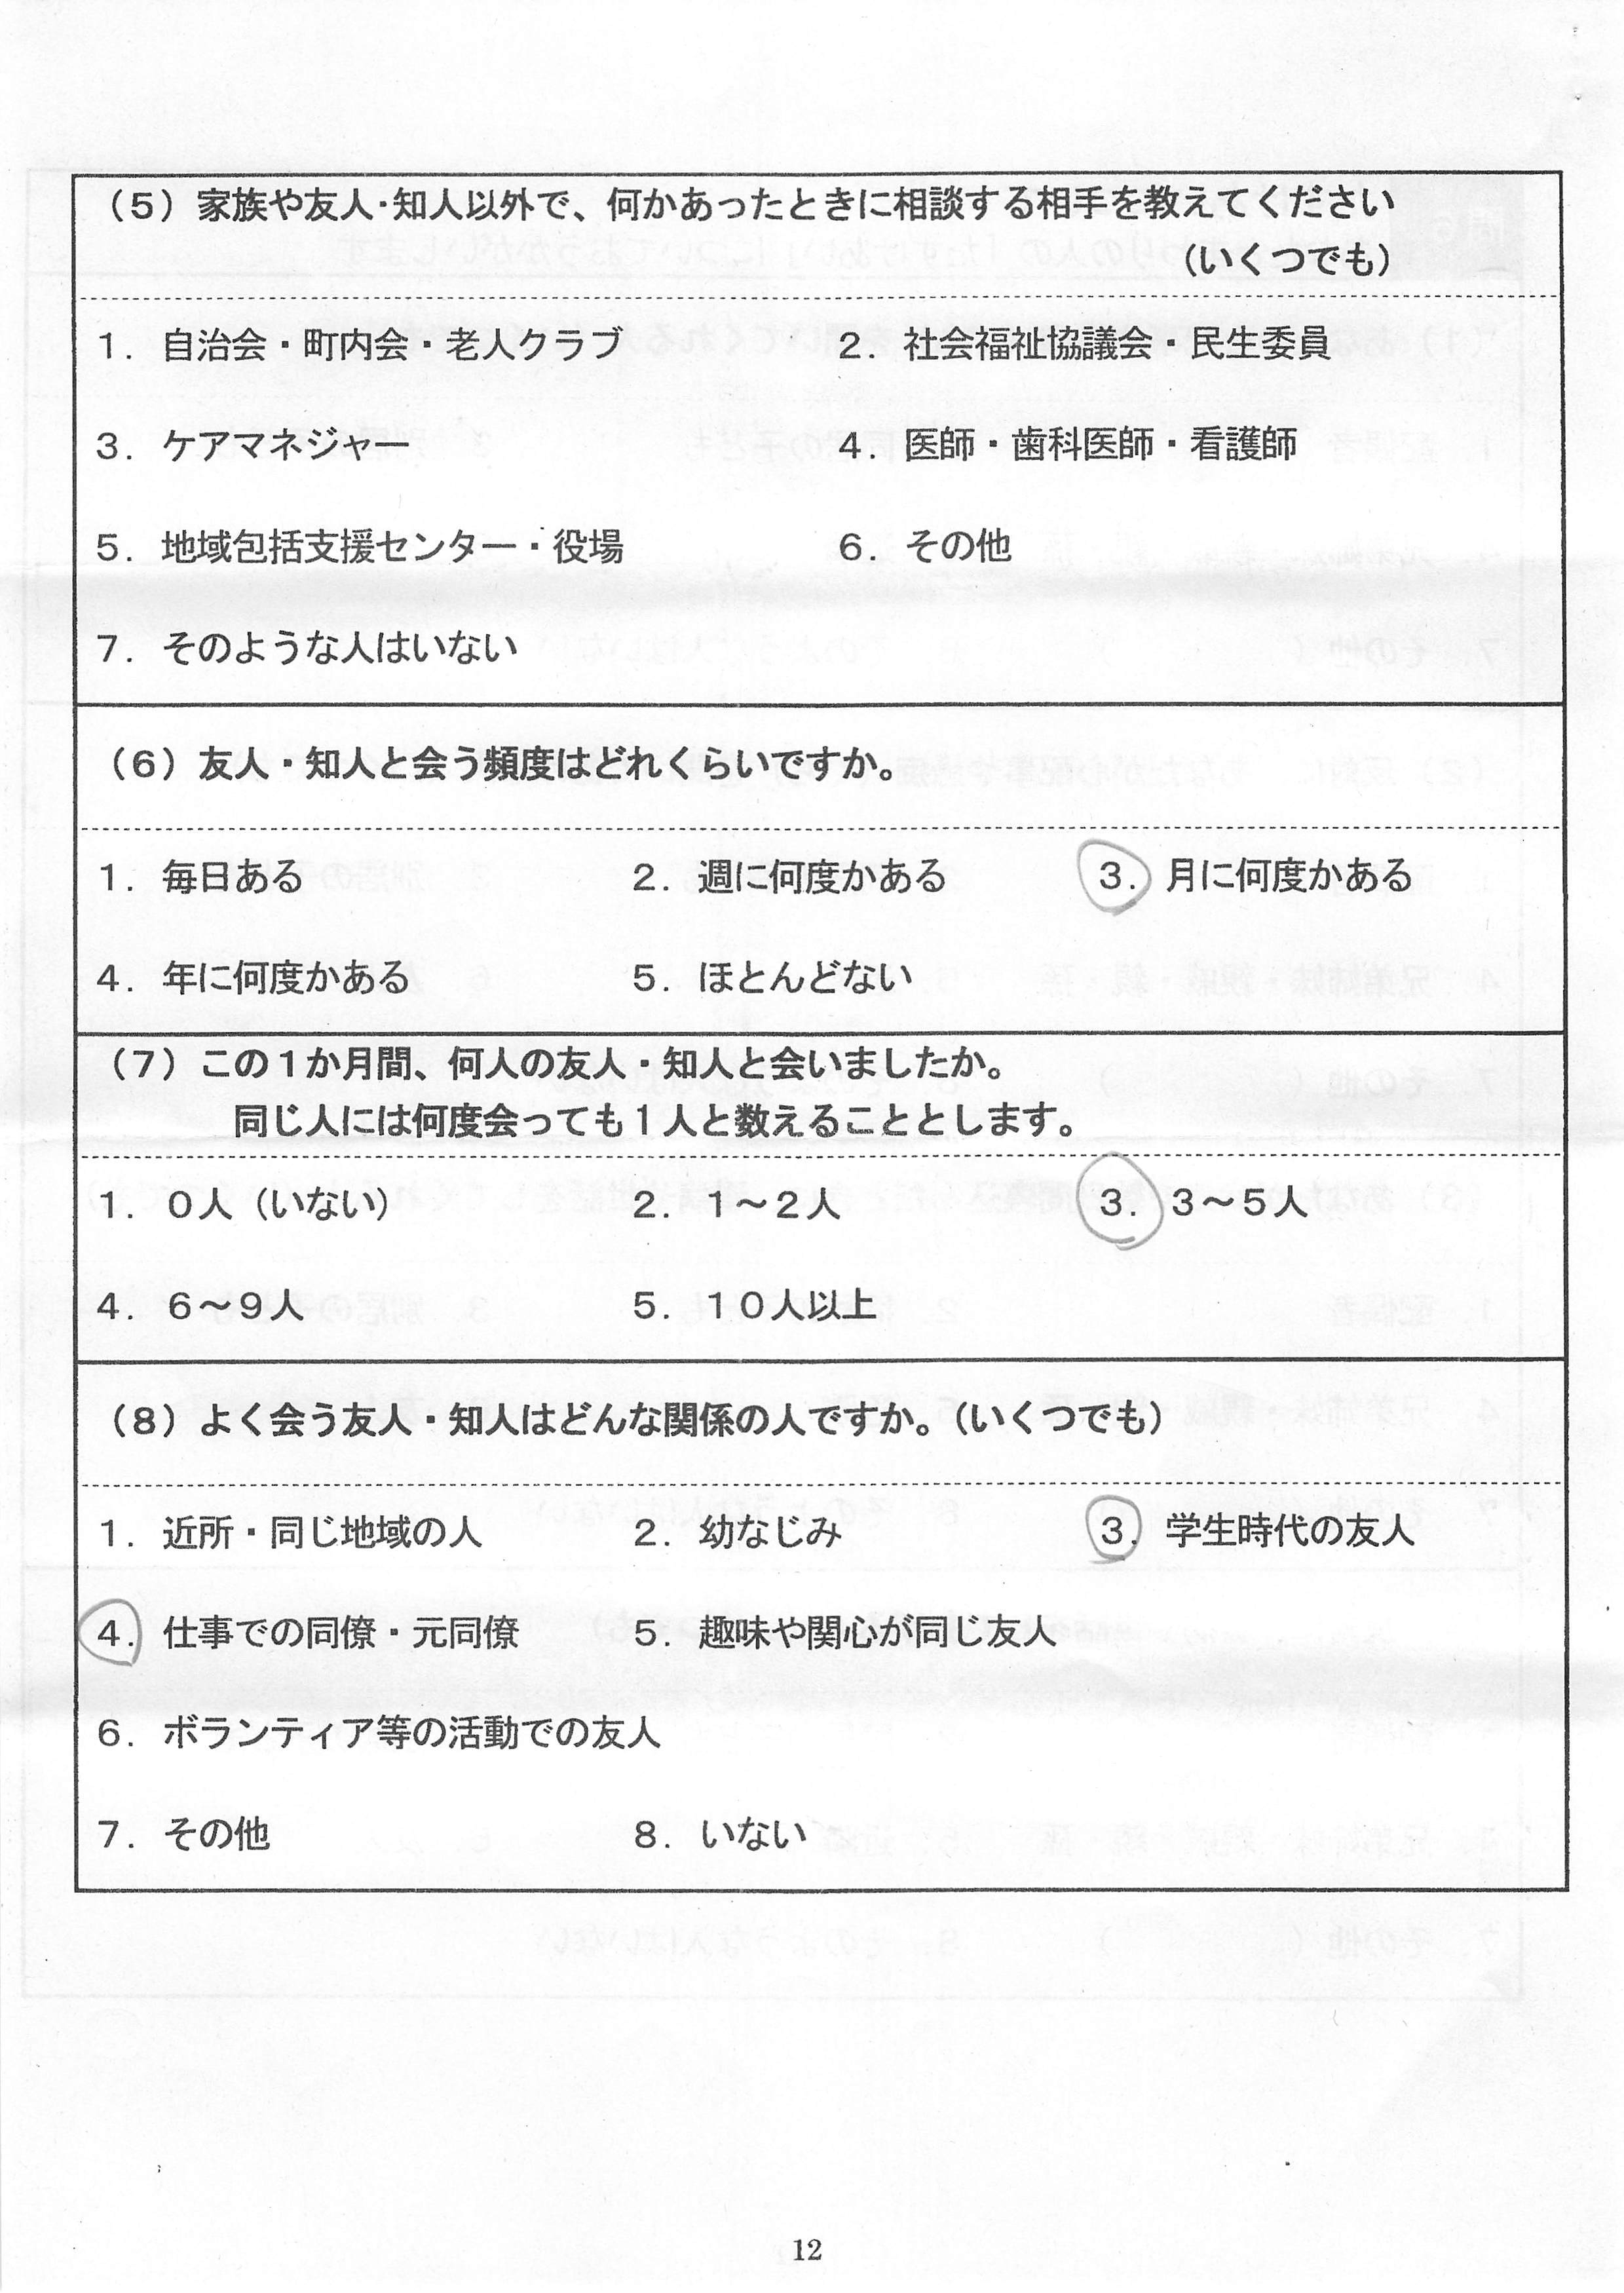 （5）家族や友人・知人以外で、何かあったときに相談する相手を教えてください
（いくつでも）
1．自治会・町内会・老人クラブ 2．社会福祉協議会・民生委員
3．ケアマネジャー 4．医師・歯科医師・看護師
5．地域包括支援センター・役場 6．その他
7．そのような人はいない
（6）友人・知人と会う頻度はどれくらいですか。
1．毎日ある 2．週に何度かある 3．月に何度かある
4．年に何度かある 5．ほとんどない
（7）この１か月間、何人の友人・知人と会いましたか。
同じ人には何度会っても１人と数えることとします。
1．０人（いない） 2．１～２人 3．３～５人
4．６～９人 5．１０人以上
（8）よく会う友人・知人はどんな関係の人ですか。（いくつでも）
1．近所・同じ地域の人 2．幼なじみ 3．学生時代の友人
4．仕事での同僚・元同僚 5．趣味や関心が同じ友人
6．ボランティア等の活動での友人
7．その他 8．いない
12